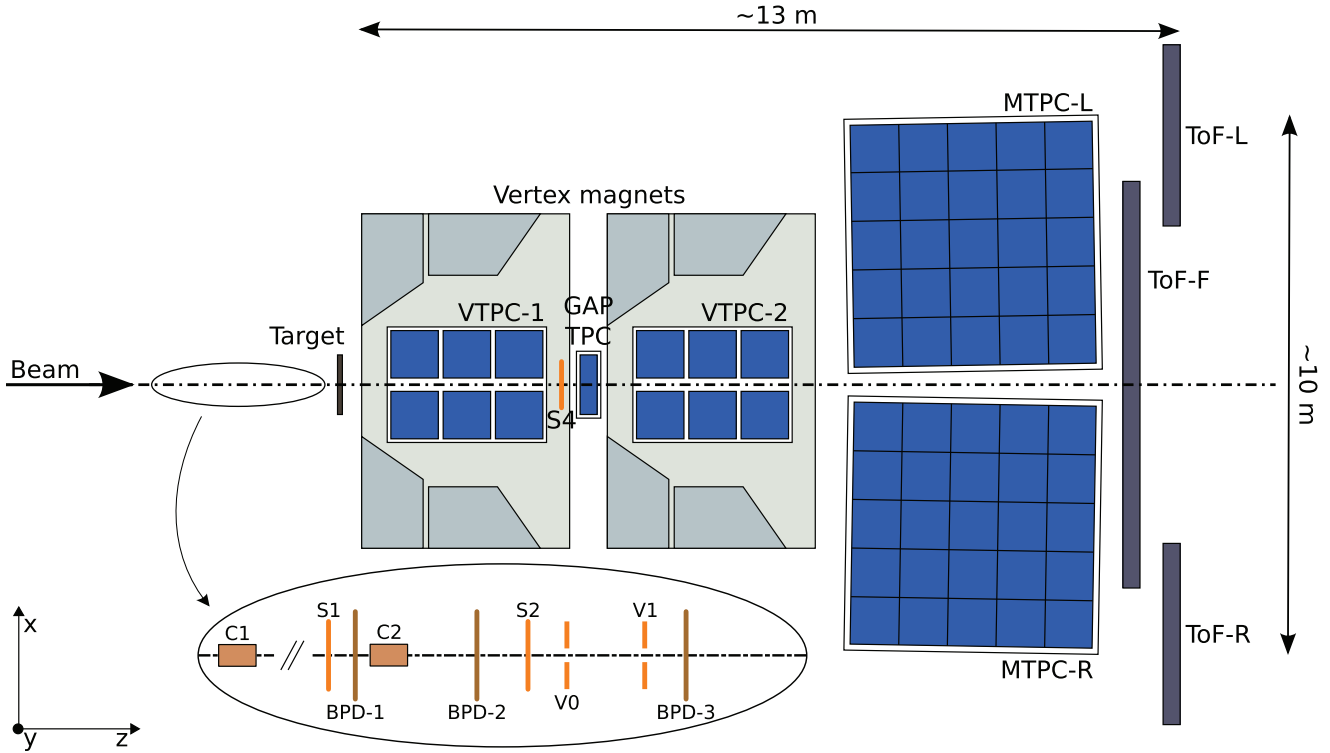 ~13 m
MTPC-L
ToF-L
Vertex magnets
ToF-F
VTPC-1
GAP
TPC
VTPC-2
Target
Beam
~10 m
S4
S1
S2
V1
C1
C2
x
ToF-R
MTPC-R
V0
BPD-1
BPD-2
BPD-3
y
z